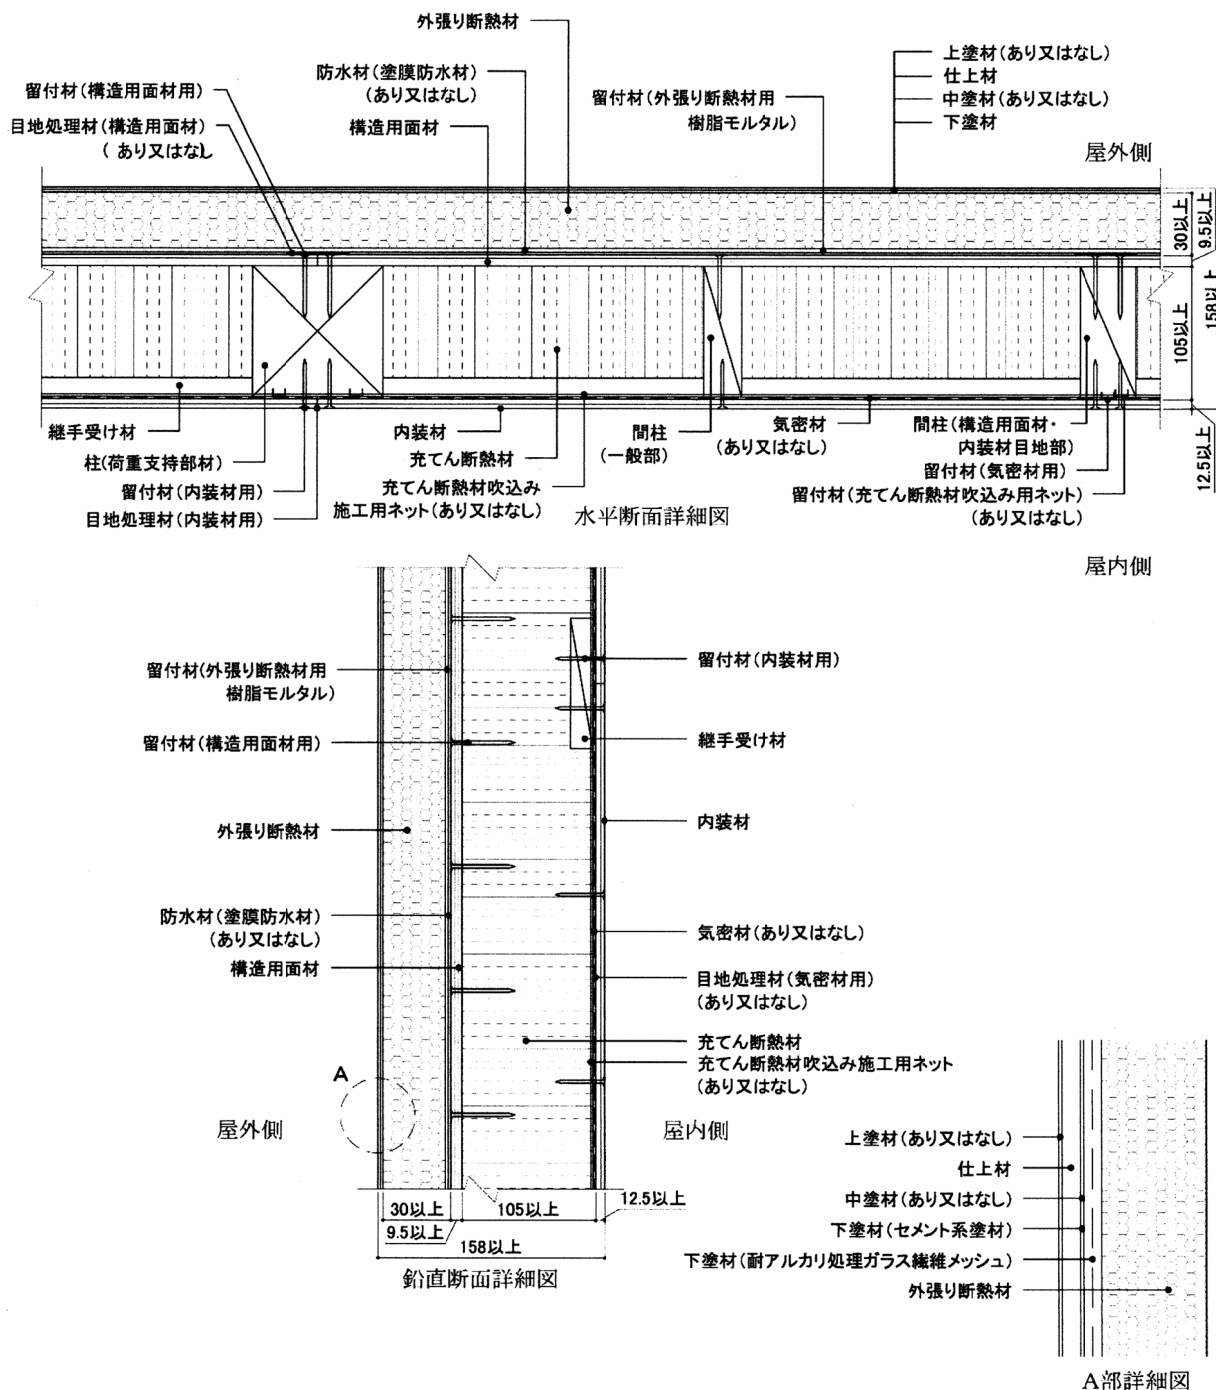 外張り断熱材
防水材(塗膜防水材)
(あり又はなし)
留付材(構造用面材用)
目地処理材(構造用面材)
( あり又はなし
構造用面材
留付材(外張り断熱材用
樹脂モルタル)
上塗材(あり又はなし)
仕上材
中塗材(あり又はなし)
下塗材
屋外側
30以上
9.5以上
105以上
158以上
12.5以上
継手受け材
柱(荷重支持部材)
留付材(内装材用)
目地処理材(内装材用)
内装材
充てん断熱材
充てん断熱材吹込み
施工用ネット(あり又はなし)
間柱
(一般部)
気密材
(あり又はなし)
間柱(構造用面材・
内装材目地部)
留付材(気密材用)
留付材(充てん断熱材吹込み用ネット)
(あり又はなし)
水平断面詳細図
屋内側
留付材(外張り断熱材用
樹脂モルタル)
留付材(構造用面材用)
外張り断熱材
防水材(塗膜防水材)
(あり又はなし)
構造用面材
A
屋外側
留付材(内装材用)
継手受け材
内装材
気密材(あり又はなし)
目地処理材(気密材用)
(あり又はなし)
充てん断熱材
充てん断熱材吹込み施工用ネット
(あり又はなし)
屋内側
30以上
9.5以上
105以上
12.5以上
158以上
鉛直断面詳細図
上塗材(あり又はなし)
仕上材
中塗材(あり又はなし)
下塗材(セメント系塗材)
下塗材(耐アルカリ処理ガラス繊維メッシュ)
外張り断熱材
A部詳細図